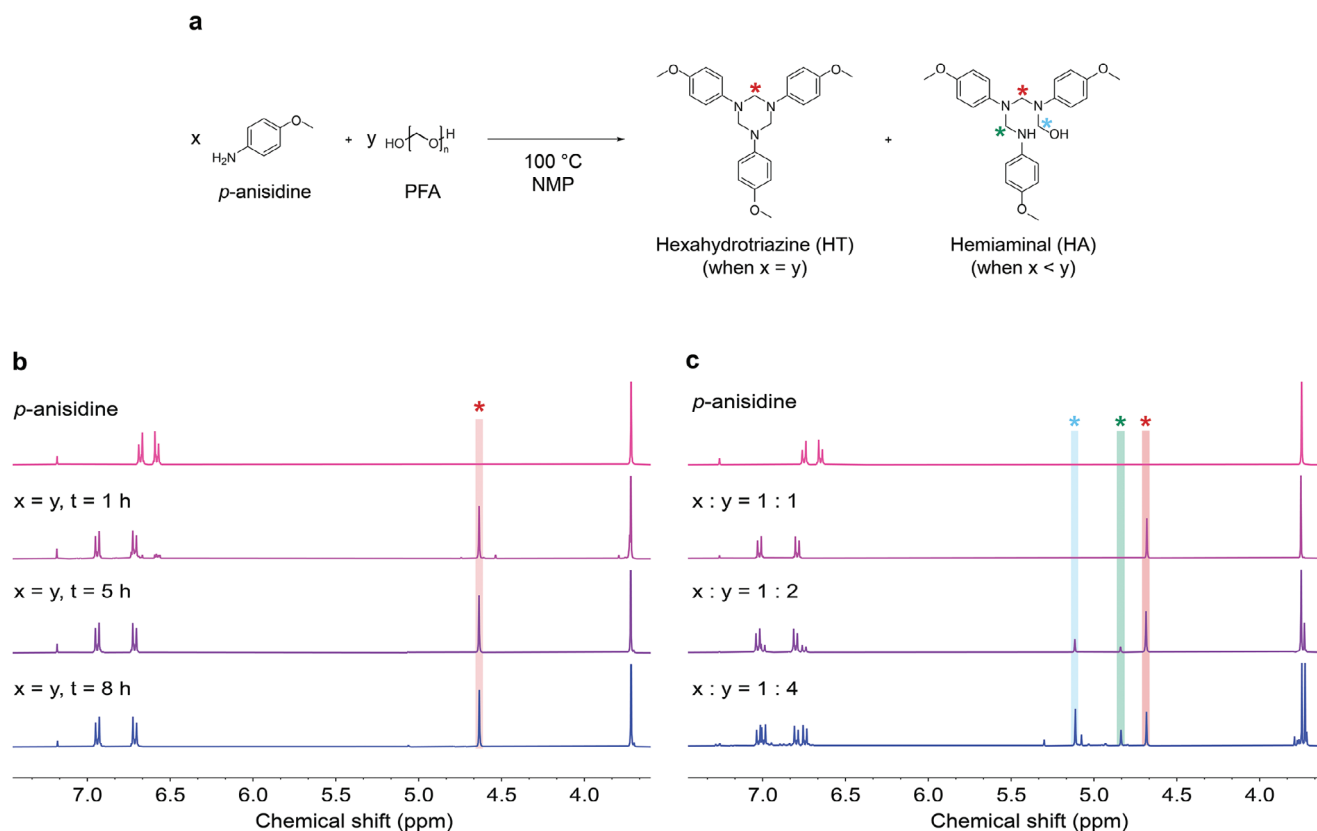 a
x
H₂N
O
p-anisidine
+
y
HO
O
H
n
PFA
100 °C
NMP
O
N
N
N
O
O
*
Hexahydrotriazine (HT)
(when x = y)
+
O
N
N
NH
OH
O
O
*
*
*
Hemiaminal (HA)
(when x < y)
b
p-anisidine
*
x = y, t = 1 h
x = y, t = 5 h
x = y, t = 8 h
7.0 6.5 6.0 5.5 5.0 4.5 4.0
Chemical shift (ppm)
c
p-anisidine
* * *
x : y = 1 : 1
x : y = 1 : 2
x : y = 1 : 4
7.0 6.5 6.0 5.5 5.0 4.5 4.0
Chemical shift (ppm)